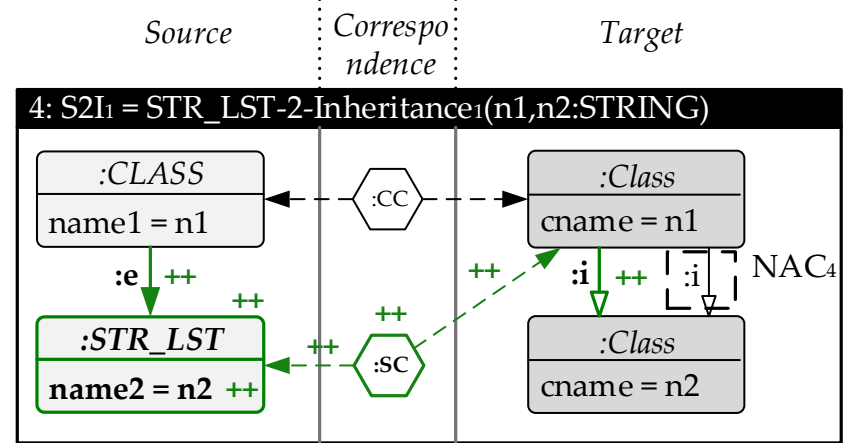 Source
Correspo
ndence
Target
4: S2I₁ = STR_LST-2-Inheritance₁(n1,n2:STRING)
:CLASS
name1 = n1
:CC
:Class
cname = n1
:e ++
++
++
:i ++
:i
NAC₄
++
++
:STR_LST
name2 = n2 ++
:SC
:Class
cname = n2